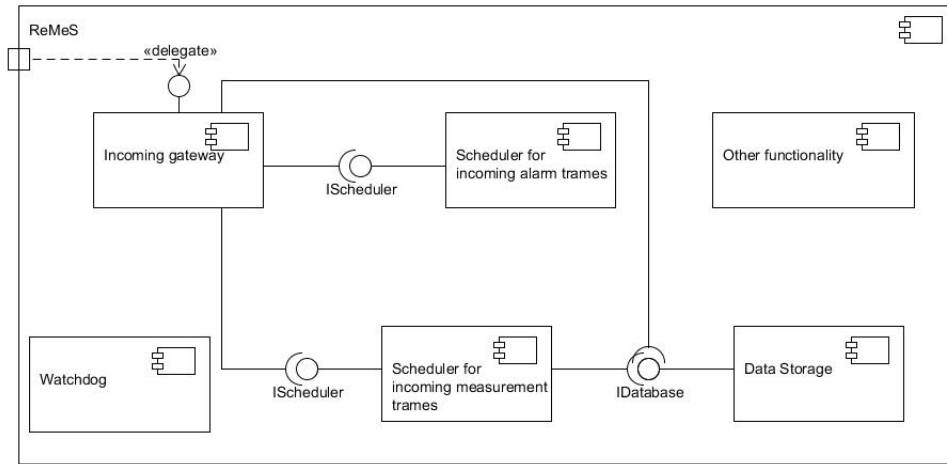 ReMeS
«delegate»
Incoming gateway
IScheduler
Scheduler for
incoming alarm trames
Other functionality
Watchdog
IScheduler
Scheduler for
incoming measurement
trames
IDatabase
Data Storage